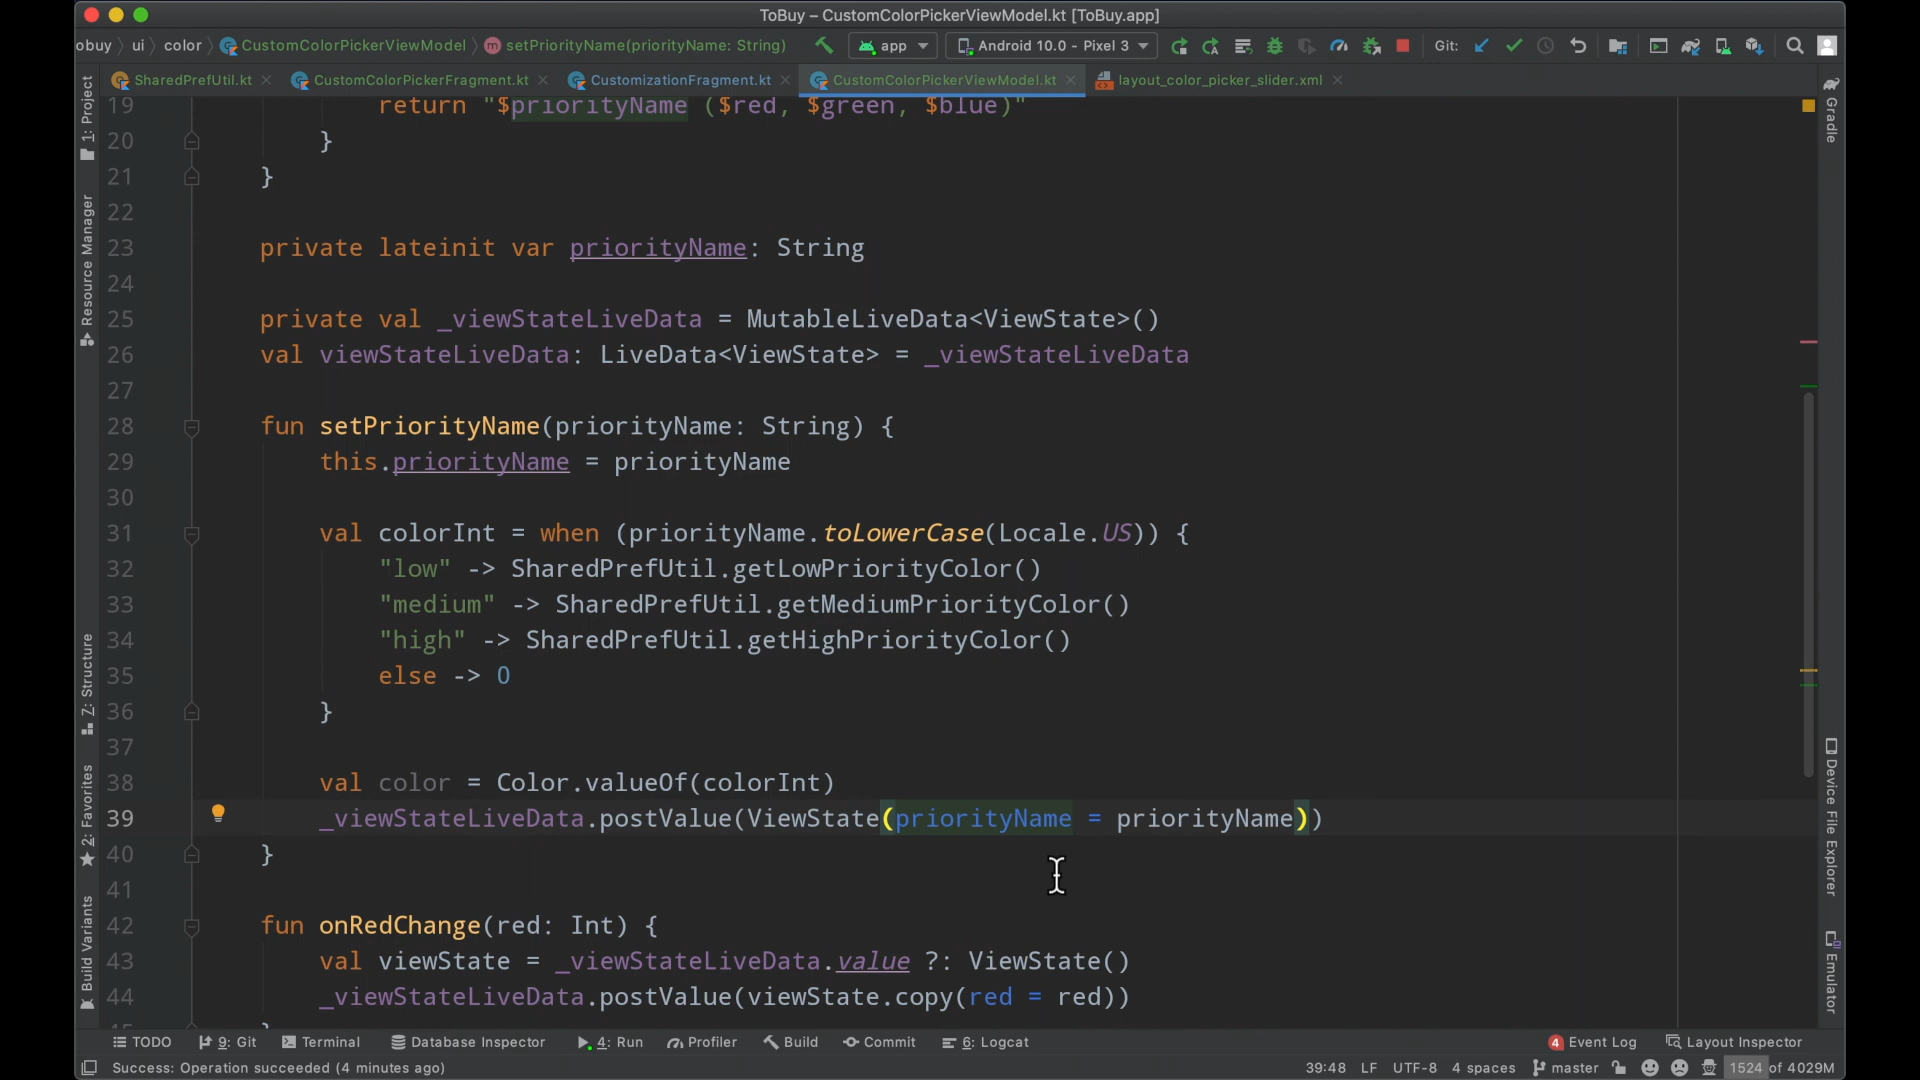 ToBuy – CustomColorPickerViewModel.kt [ToBuy.app]
obuy ui color CustomColorPickerViewModel m setPriorityName(priorityName: String) app Android 10.0 - Pixel 3 Git:
SharedPrefUtil.kt CustomColorPickerFragment.kt CustomizationFragment.kt CustomColorPickerViewModel.kt layout_color_picker_slider.xml
1: Project
Resource Manager
Z: Structure
2: Favorites
Build Variants
19 return "$priorityName ($red, $green, $blue)"
20 }
21 }
22
23 private lateinit var priorityName: String
24
25 private val _viewStateLiveData = MutableLiveData<ViewState>()
26 val viewStateLiveData: LiveData<ViewState> = _viewStateLiveData
27
28 fun setPriorityName(priorityName: String) {
29 this.priorityName = priorityName
30
31 val colorInt = when (priorityName.toLowerCase(Locale.US)) {
32 "low" -> SharedPrefUtil.getLowPriorityColor()
33 "medium" -> SharedPrefUtil.getMediumPriorityColor()
34 "high" -> SharedPrefUtil.getHighPriorityColor()
35 else -> 0
36 }
37
38 val color = Color.valueOf(colorInt)
39 _viewStateLiveData.postValue(ViewState(priorityName = priorityName))
40 }
41
42 fun onRedChange(red: Int) {
43 val viewState = _viewStateLiveData.value ?: ViewState()
44 _viewStateLiveData.postValue(viewState.copy(red = red))
Gradle
Device File Explorer
Emulator
TODO 9: Git Terminal Database Inspector 4: Run Profiler Build Commit 6: Logcat 4 Event Log Layout Inspector
Success: Operation succeeded (4 minutes ago) 39:48 LF UTF-8 4 spaces master 1524 of 4029M